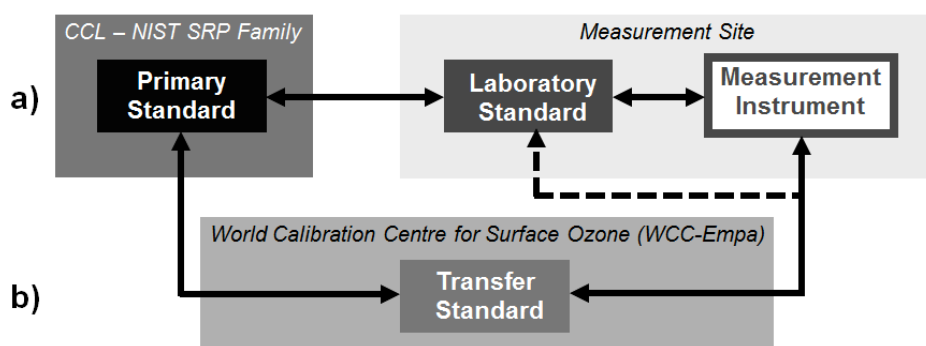 CCL – NIST SRP Family
Measurement Site
a)
Primary
Standard
Laboratory
Standard
Measurement
Instrument
World Calibration Centre for Surface Ozone (WCC-Empa)
b)
Transfer
Standard